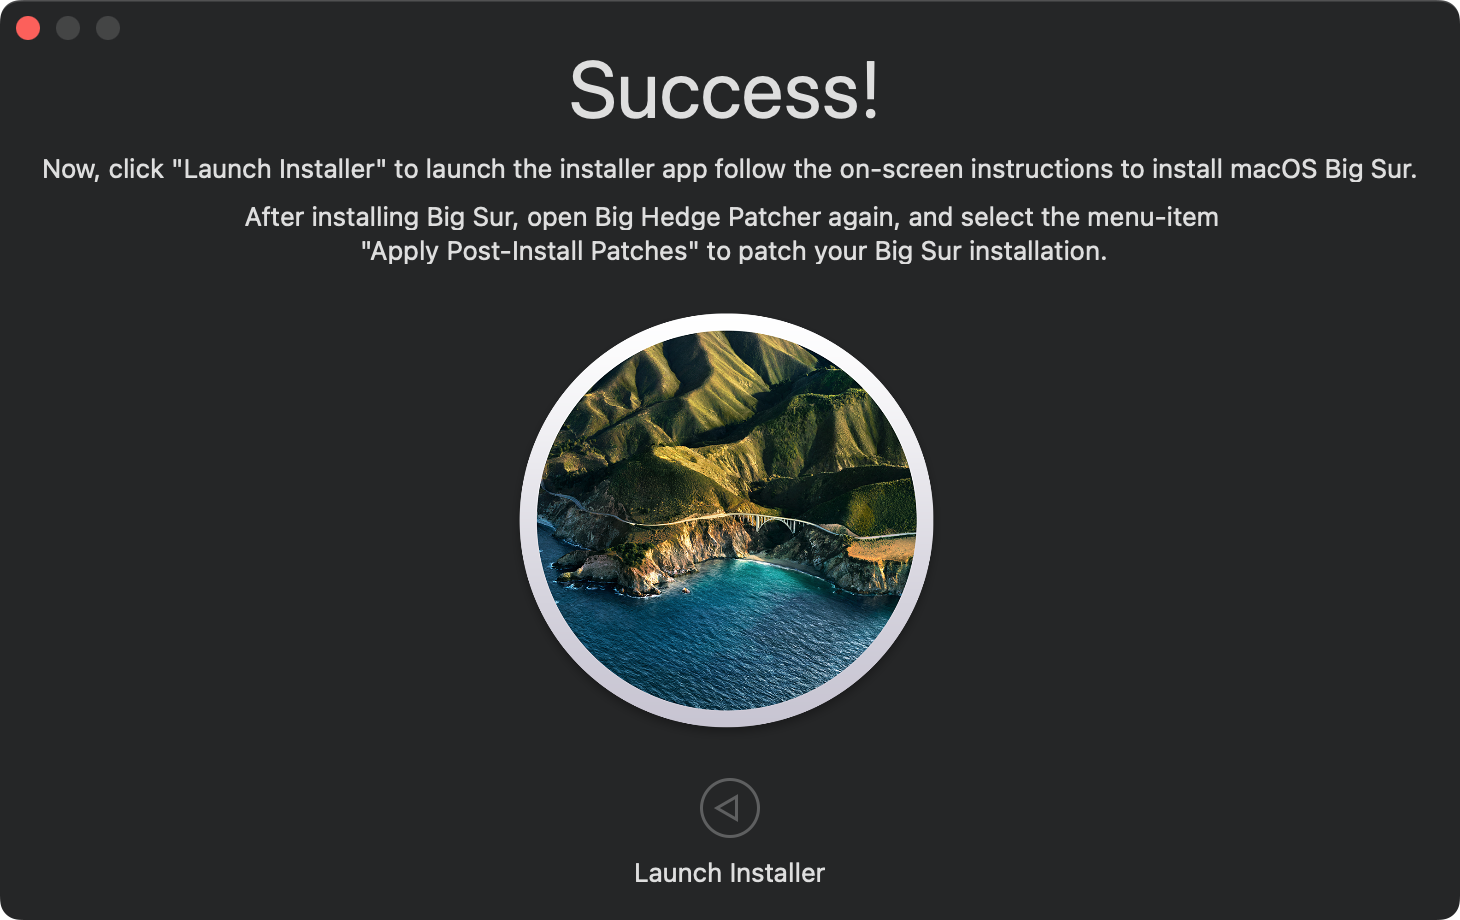 Success!
Now, click "Launch Installer" to launch the installer app follow the on-screen instructions to install macOS Big Sur.
After installing Big Sur, open Big Hedge Patcher again, and select the menu-item
"Apply Post-Install Patches" to patch your Big Sur installation.
Launch Installer